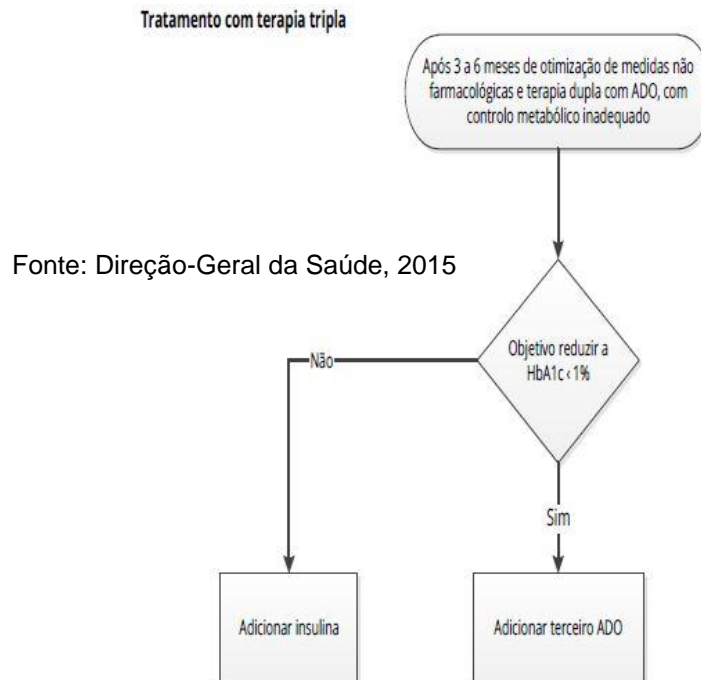 Tratamento com terapia tripla
Após 3 a 6 meses de otimização de medidas não
farmacológicas e terapia dupla com ADO, com
controlo metabólico inadequado
Fonte: Direção-Geral da Saúde, 2015
Objetivo reduzir a
HbA1c ‹ 1%
Não
Sim
Adicionar insulina
Adicionar terceiro ADO